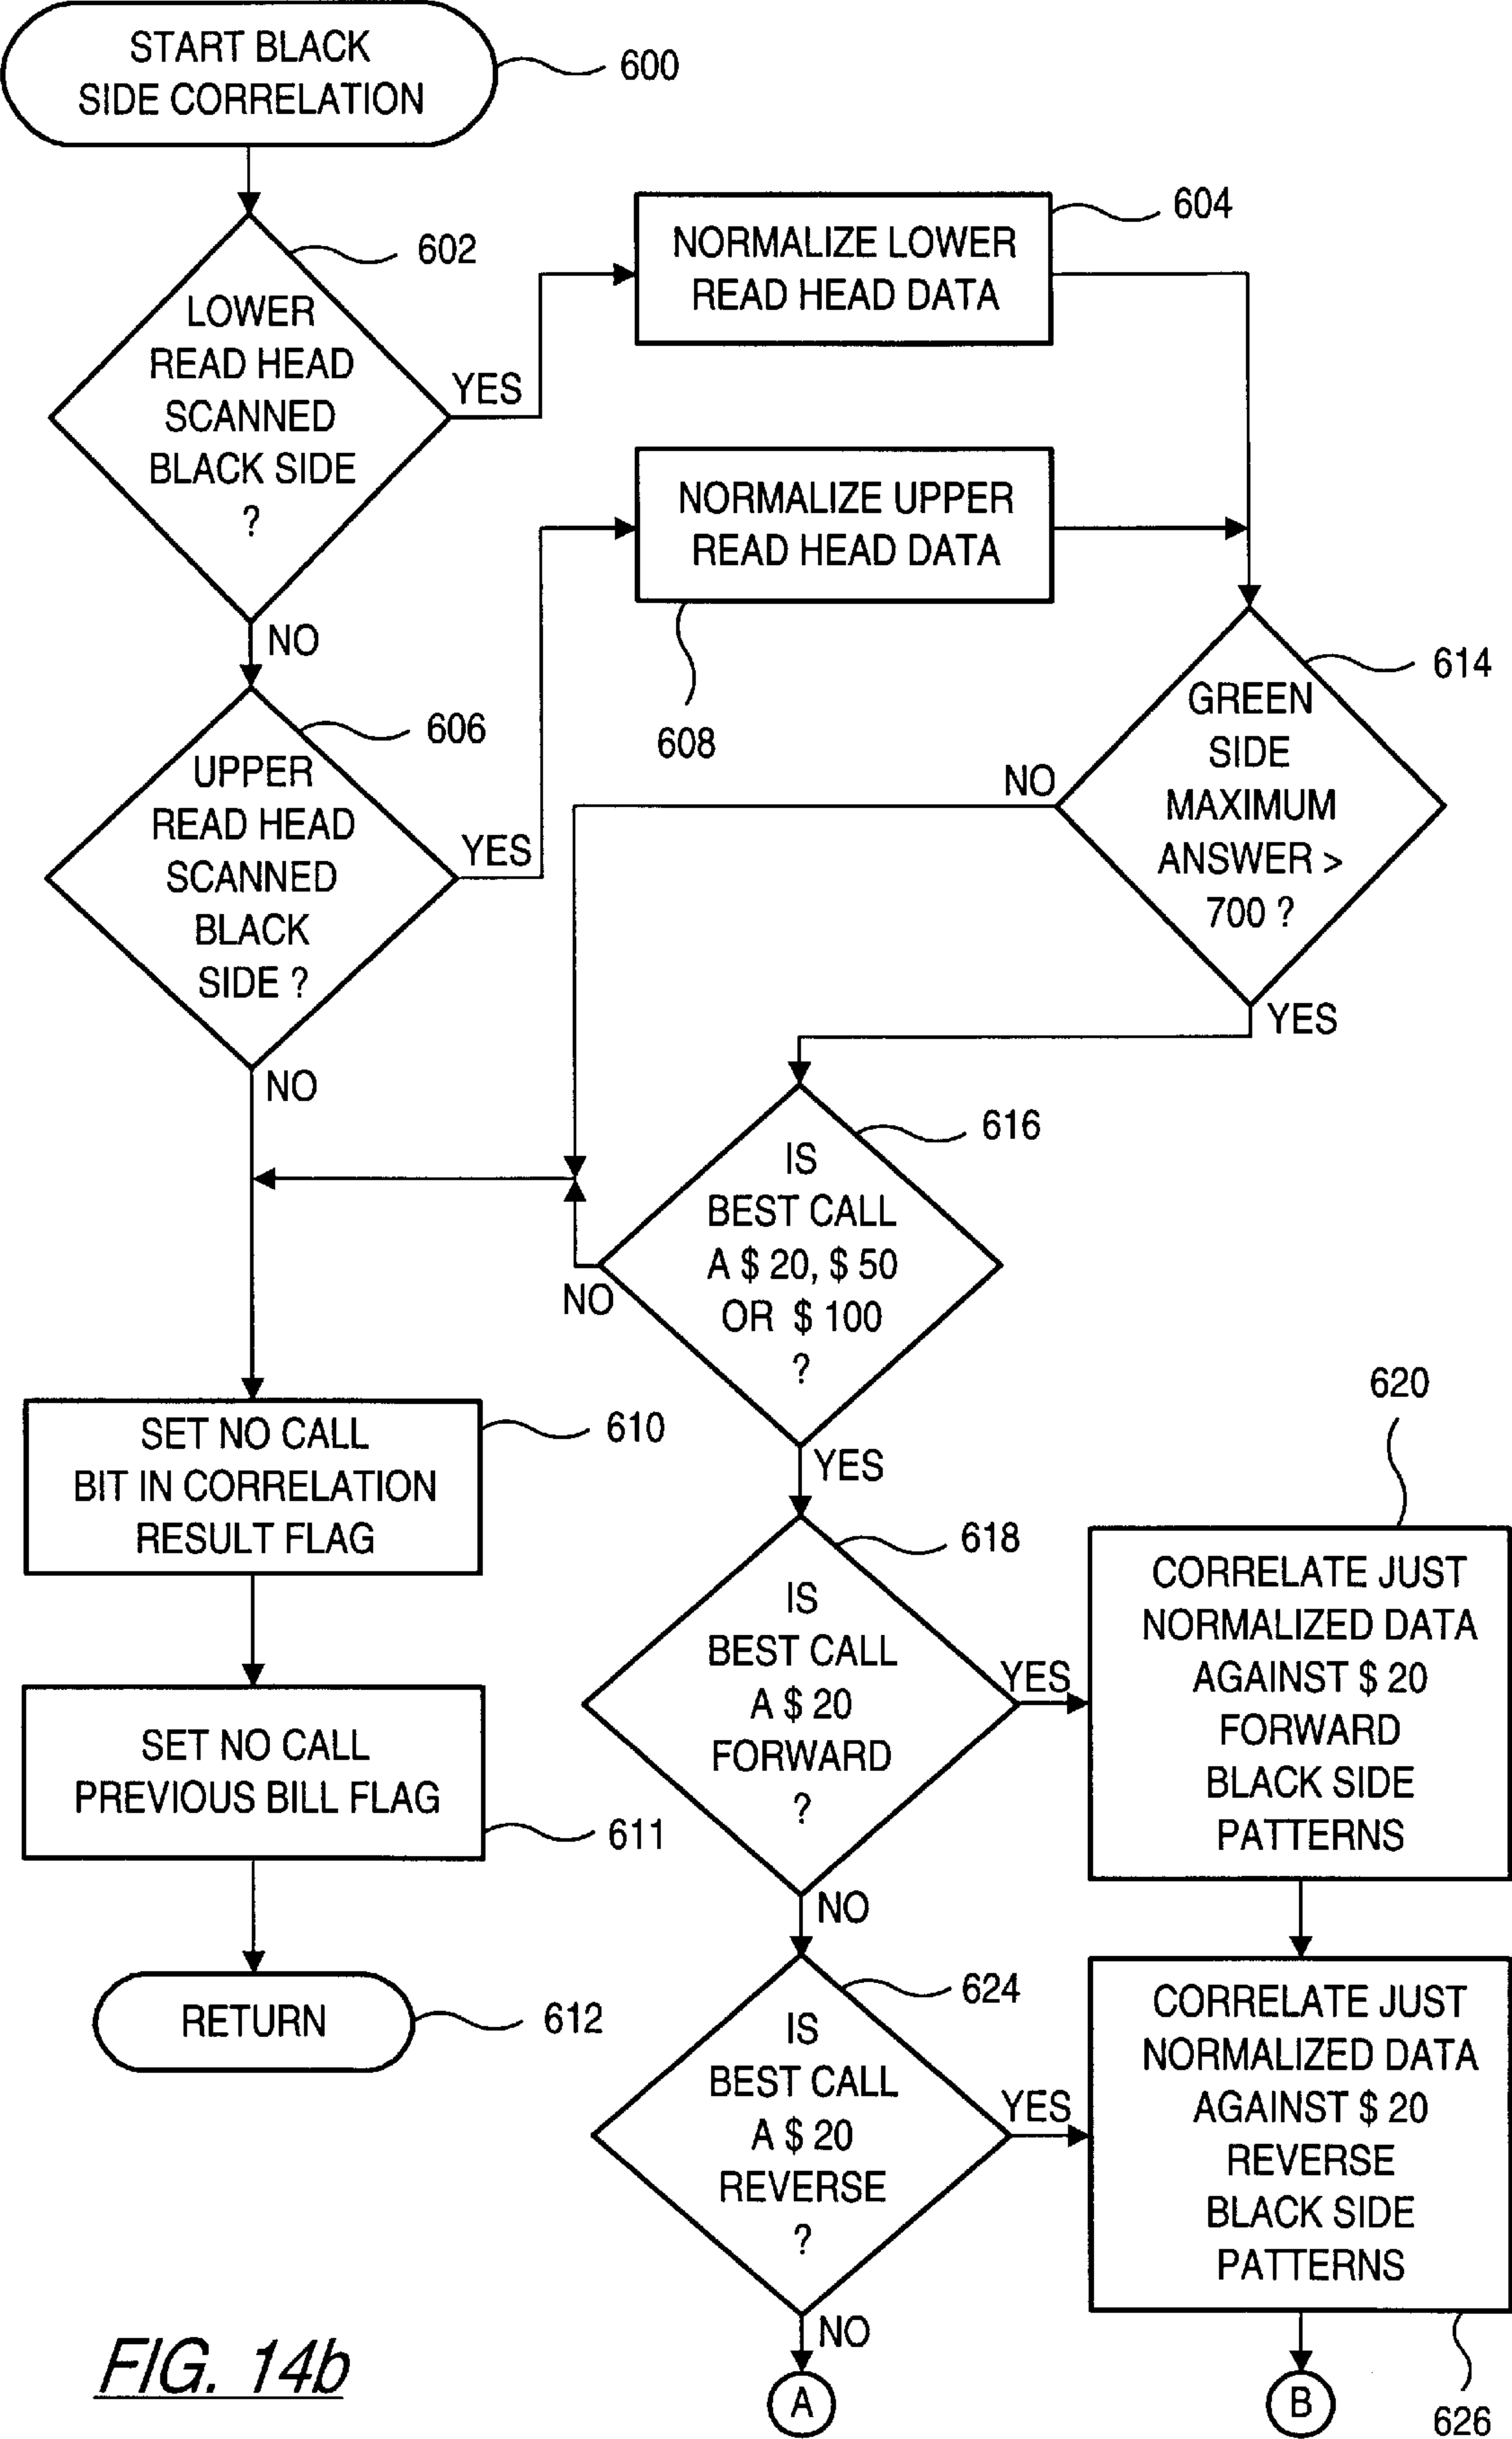 START BLACK
SIDE CORRELATION
600
602
LOWER
READ HEAD
SCANNED
BLACK SIDE
?
YES
NO
604
NORMALIZE LOWER
READ HEAD DATA
606
UPPER
READ HEAD
SCANNED
BLACK
SIDE ?
YES
NO
NORMALIZE UPPER
READ HEAD DATA
608
614
GREEN
SIDE
MAXIMUM
ANSWER >
700 ?
NO
YES
616
IS
BEST CALL
A $ 20, $ 50
OR $ 100
?
NO
YES
SET NO CALL
BIT IN CORRELATION
RESULT FLAG
610
SET NO CALL
PREVIOUS BILL FLAG
611
RETURN
612
618
IS
BEST CALL
A $ 20
FORWARD
?
YES
NO
620
CORRELATE JUST
NORMALIZED DATA
AGAINST $ 20
FORWARD
BLACK SIDE
PATTERNS
624
IS
BEST CALL
A $ 20
REVERSE
?
YES
NO
CORRELATE JUST
NORMALIZED DATA
AGAINST $ 20
REVERSE
BLACK SIDE
PATTERNS
626
A
B
FIG. 14b